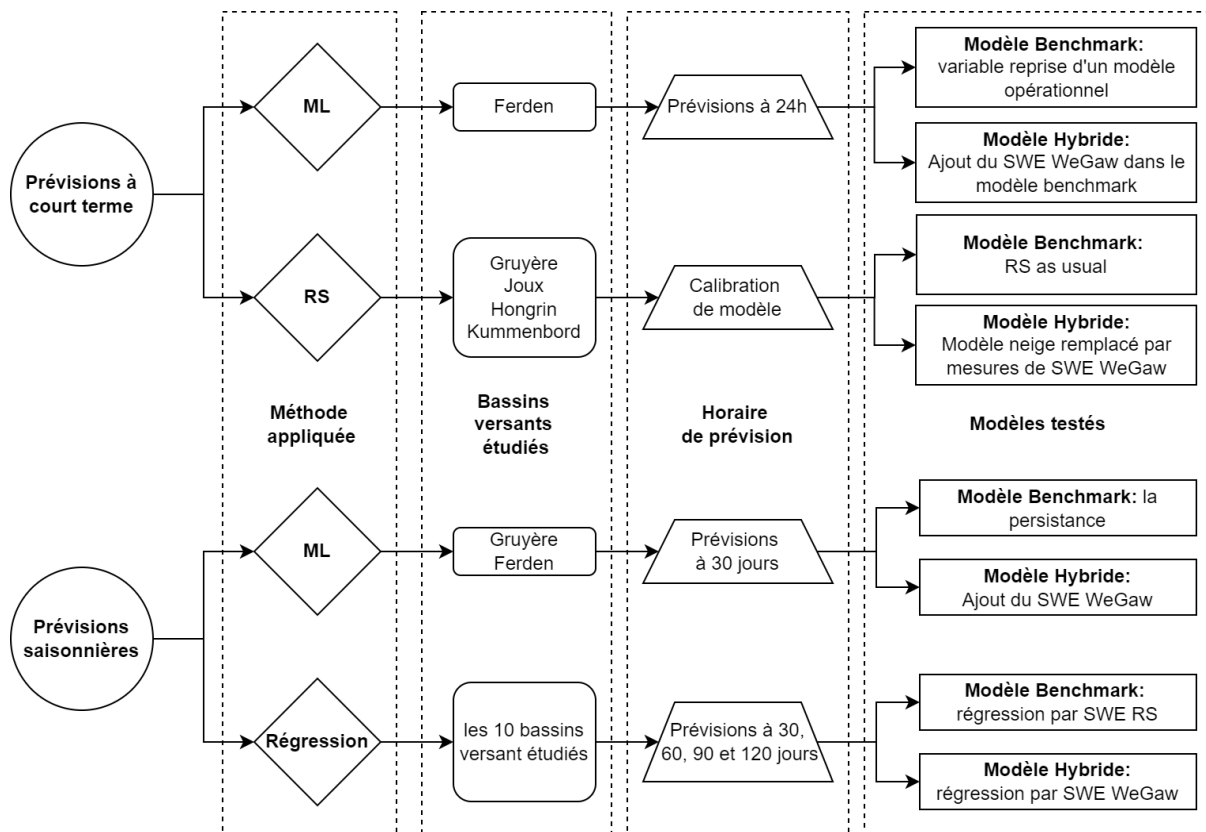 Prévisions à
court terme
ML
Ferden
Prévisions à 24h
Modèle Benchmark:
variable reprise d'un modèle
opérationnel
Modèle Hybride:
Ajout du SWE WeGaw dans le
modèle benchmark
RS
Gruyère
Joux
Hongrin
Kummenbord
Calibration
de modèle
Modèle Benchmark:
RS as usual
Modèle Hybride:
Modèle neige remplacé par
mesures de SWE WeGaw
Méthode
appliquée
Bassins
versants
étudiés
Horaire
de prévision
Modèles testés
Prévisions
saisonnières
ML
Gruyère
Ferden
Prévisions
à 30 jours
Modèle Benchmark: la
persistance
Modèle Hybride:
Ajout du SWE WeGaw
Régression
les 10 bassins
versant étudiés
Prévisions à 30,
60, 90 et 120 jours
Modèle Benchmark:
régression par SWE RS
Modèle Hybride:
régression par SWE WeGaw